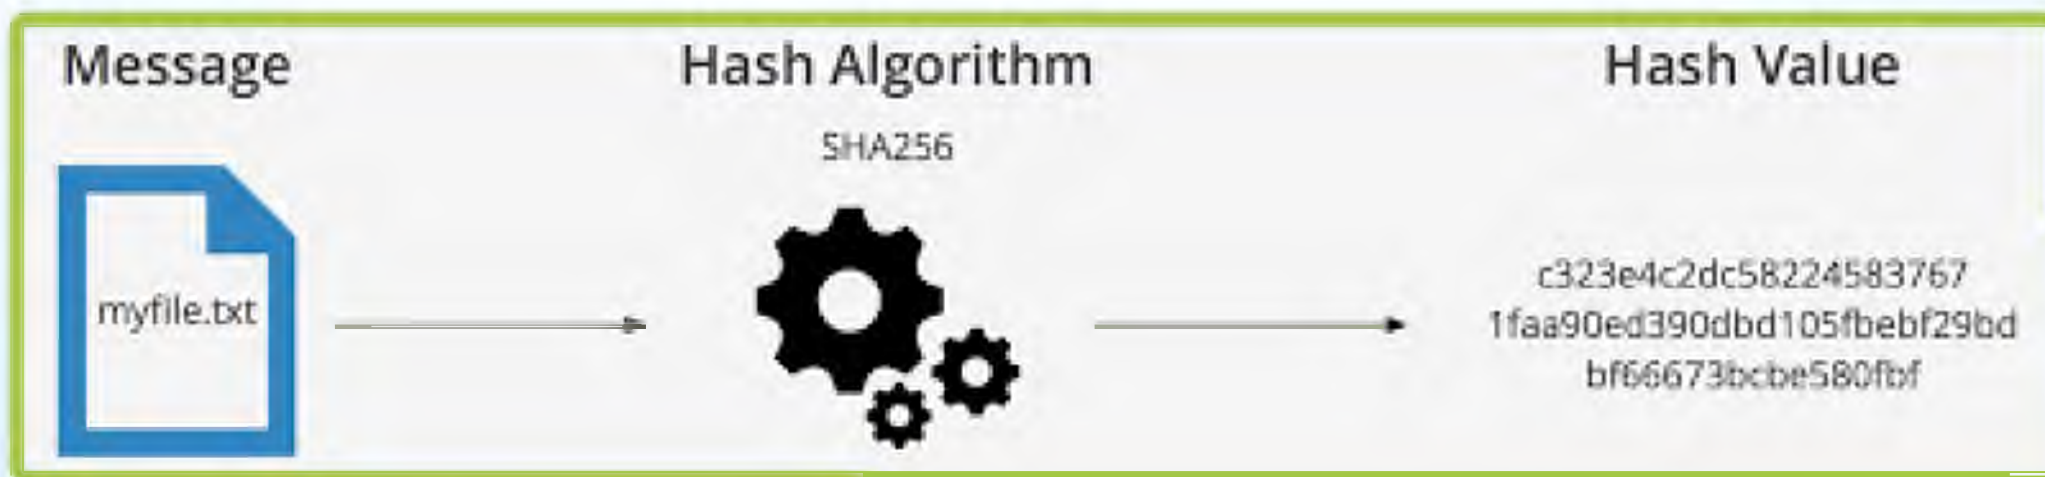 Message
Hash Algorithm
Hash Value
SHA256
myfile.txt
c323e4c2dc58224583767
1faa90ed390dbd105fbebf29bd
bf66673bcbe580fbf